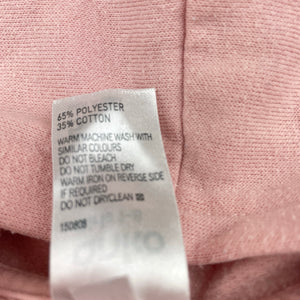 65% POLYESTER
35% COTTON
WARM MACHINE WASH WITH
SIMILAR COLOURS
DO NOT BLEACH
DO NOT TUMBLE DRY
WARM IRON ON REVERSE SIDE
IF REQUIRED
DO NOT DRYCLEAN
150809